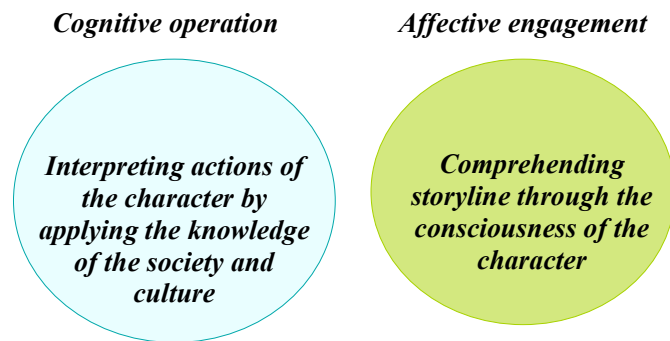 Cognitive operation
Affective engagement
Interpreting actions of
the character by
applying the knowledge
of the society and
culture
Comprehending
storyline through the
consciousness of the
character